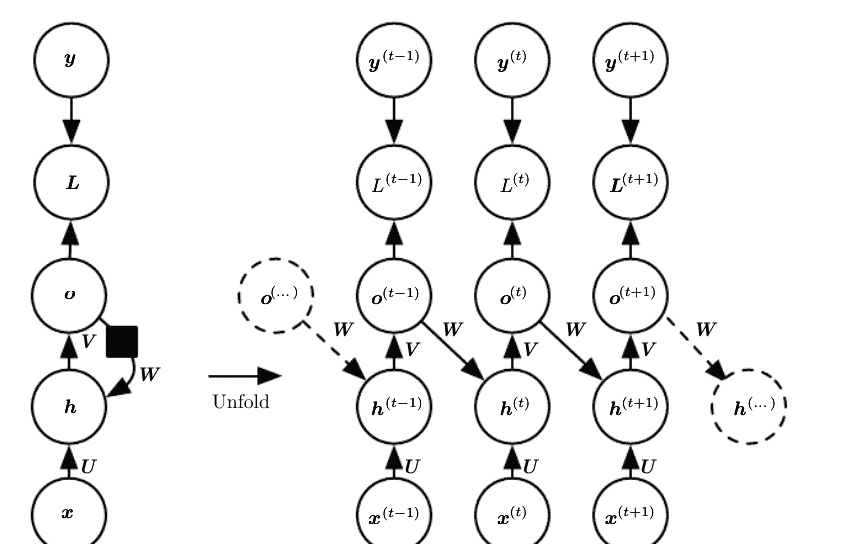 y y^(t−1) y^(t) y^(t+1)
L L^(t−1) L^(t) L^(t+1)
o o^(...) o^(t−1) o^(t) o^(t+1)
W W W W
V V V V
W
h h^(t−1) h^(t) h^(t+1) h^(...)
Unfold
U U U U
x x^(t−1) x^(t) x^(t+1)